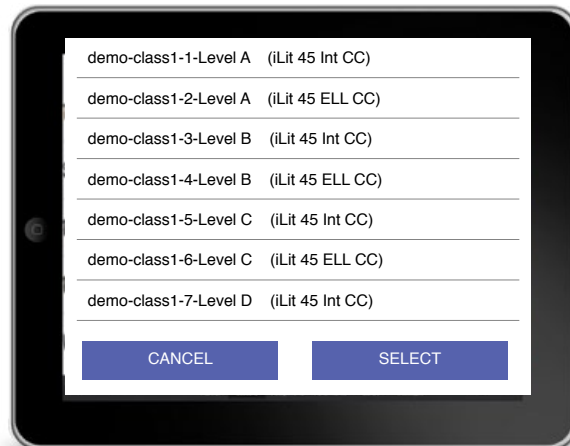 demo-class1-1-Level A (iLit 45 Int CC)
demo-class1-2-Level A (iLit 45 ELL CC)
demo-class1-3-Level B (iLit 45 Int CC)
demo-class1-4-Level B (iLit 45 ELL CC)
demo-class1-5-Level C (iLit 45 Int CC)
demo-class1-6-Level C (iLit 45 ELL CC)
demo-class1-7-Level D (iLit 45 Int CC)
CANCEL SELECT